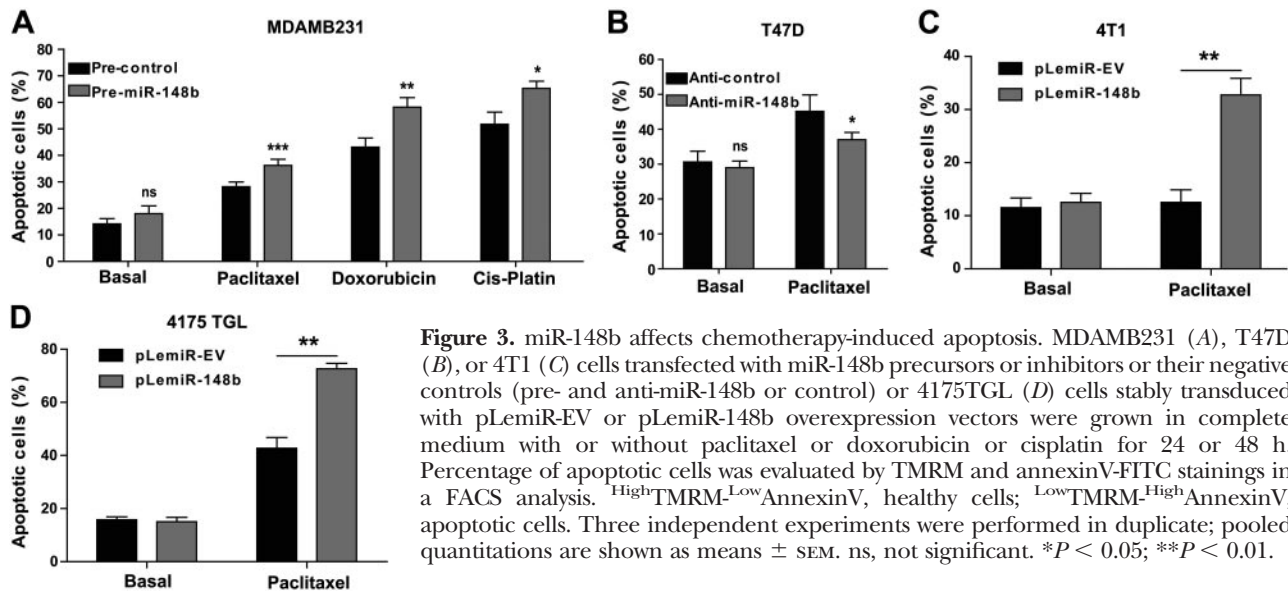 A
MDAMB231
Apoptotic cells (%)
80
70
60
50
40
30
20
10
0
Pre-control
Pre-miR-148b
ns
***
**
*
Basal
Paclitaxel
Doxorubicin
Cis-Platin
B
T47D
Apoptotic cells (%)
60
50
40
30
20
10
0
Anti-control
Anti-miR-148b
ns
*
Basal
Paclitaxel
C
4T1
Apoptotic cells (%)
40
30
20
10
0
pLemiR-EV
pLemiR-148b
**
Basal
Paclitaxel
D
4175 TGL
Apoptotic cells (%)
80
60
40
20
0
pLemiR-EV
pLemiR-148b
**
Basal
Paclitaxel
Figure 3. miR-148b affects chemotherapy-induced apoptosis. MDAMB231 (A), T47D
(B), or 4T1 (C) cells transfected with miR-148b precursors or inhibitors or their negative
controls (pre- and anti-miR-148b or control) or 4175TGL (D) cells stably transduced
with pLemiR-EV or pLemiR-148b overexpression vectors were grown in complete
medium with or without paclitaxel or doxorubicin or cisplatin for 24 or 48 h.
Percentage of apoptotic cells was evaluated by TMRM and annexinV-FITC stainings in
a FACS analysis. HighTMRM-LowAnnexinV, healthy cells; LowTMRM-HighAnnexinV,
apoptotic cells. Three independent experiments were performed in duplicate; pooled
quantitations are shown as means ± SEM. ns, not significant. *P < 0.05; **P < 0.01.